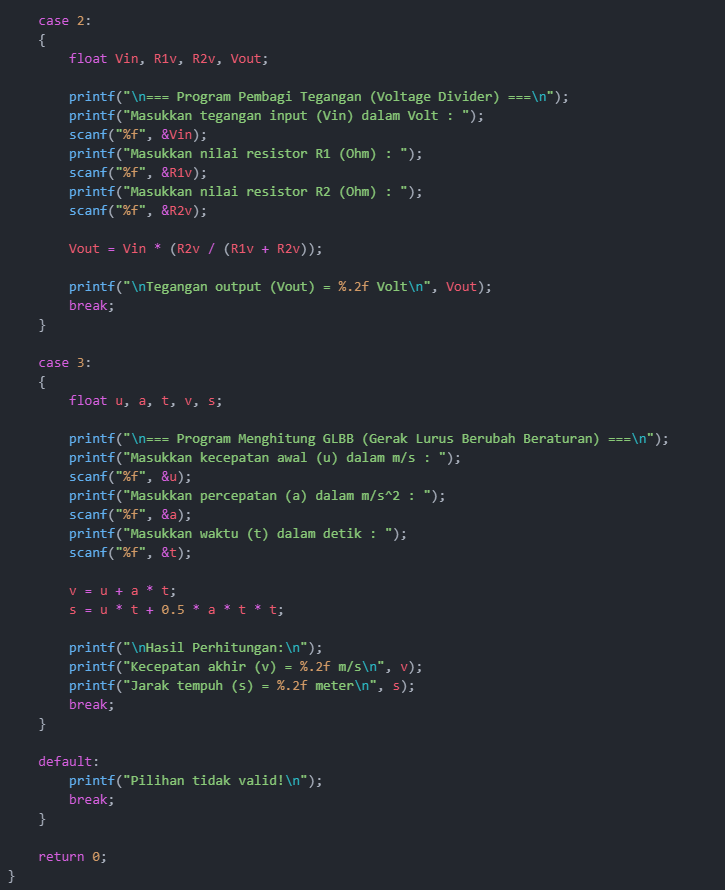 case 2:
{
float Vin, R1v, R2v, Vout;
printf("\n=== Program Pembagi Tegangan (Voltage Divider) ===\n");
printf("Masukkan tegangan input (Vin) dalam Volt : ");
scanf("%f", &Vin);
printf("Masukkan nilai resistor R1 (Ohm) : ");
scanf("%f", &R1v);
printf("Masukkan nilai resistor R2 (Ohm) : ");
scanf("%f", &R2v);
Vout = Vin * (R2v / (R1v + R2v));
printf("\nTegangan output (Vout) = %.2f Volt\n", Vout);
break;
}
case 3:
{
float u, a, t, v, s;
printf("\n=== Program Menghitung GLBB (Gerak Lurus Berubah Beraturan) ===\n");
printf("Masukkan kecepatan awal (u) dalam m/s : ");
scanf("%f", &u);
printf("Masukkan percepatan (a) dalam m/s^2 : ");
scanf("%f", &a);
printf("Masukkan waktu (t) dalam detik : ");
scanf("%f", &t);
v = u + a * t;
s = u * t + 0.5 * a * t * t;
printf("\nHasil Perhitungan:\n");
printf("Kecepatan akhir (v) = %.2f m/s\n", v);
printf("Jarak tempuh (s) = %.2f meter\n", s);
break;
}
default:
printf("Pilihan tidak valid!\n");
break;
}
return 0;
}